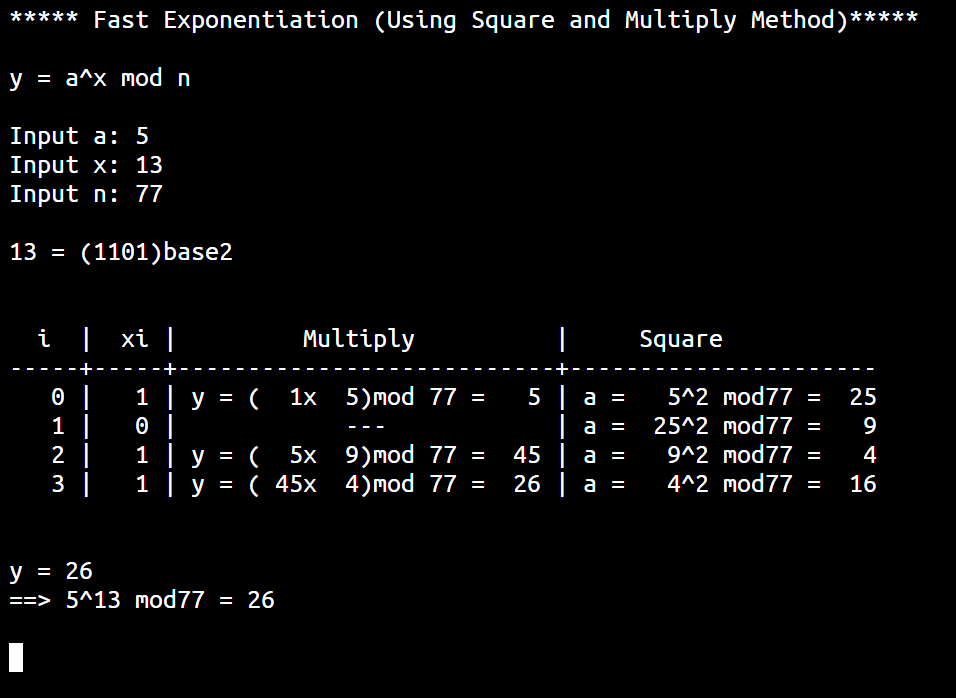 ***** Fast Exponentiation (Using Square and Multiply Method)*****
y = a^x mod n
Input a: 5
Input x: 13
Input n: 77
13 = (1101)base2
  i  |  xi |         Multiply          |     Square
-----+-----+---------------------------+----------------------
   0 |   1 | y = (  1x  5)mod 77 =   5 | a =   5^2 mod77 =  25
   1 |   0 |            ---            | a =  25^2 mod77 =   9
   2 |   1 | y = (  5x  9)mod 77 =  45 | a =   9^2 mod77 =   4
   3 |   1 | y = ( 45x  4)mod 77 =  26 | a =   4^2 mod77 =  16
y = 26
==> 5^13 mod77 = 26